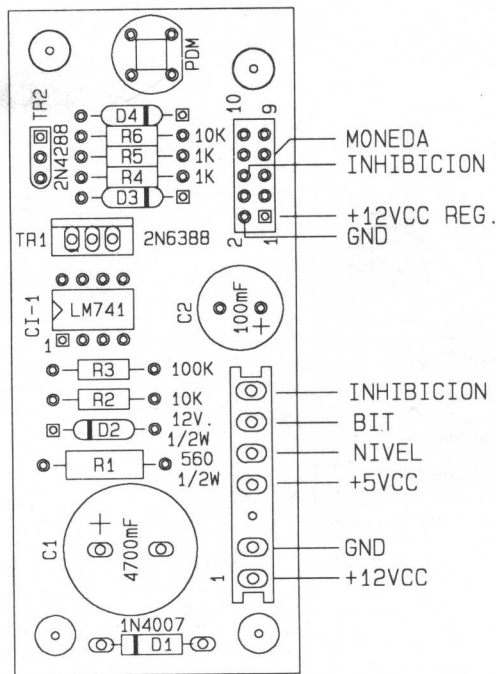 PDM
TR2
2N4288
D4
R6 10K
R5 1K
R4 1K
D3
10 9
MONEDA
INHIBICION
+12VCC REG.
GND
2 1
TR1 2N6388
CI-1
LM741
1
C2
100mF
+
R3 100K
R2 10K
D2 12V.
1/2W
R1 560
1/2W
INHIBICION
BIT
NIVEL
+5VCC
GND
+12VCC
1
C1
+
4700mF
1N4007
D1